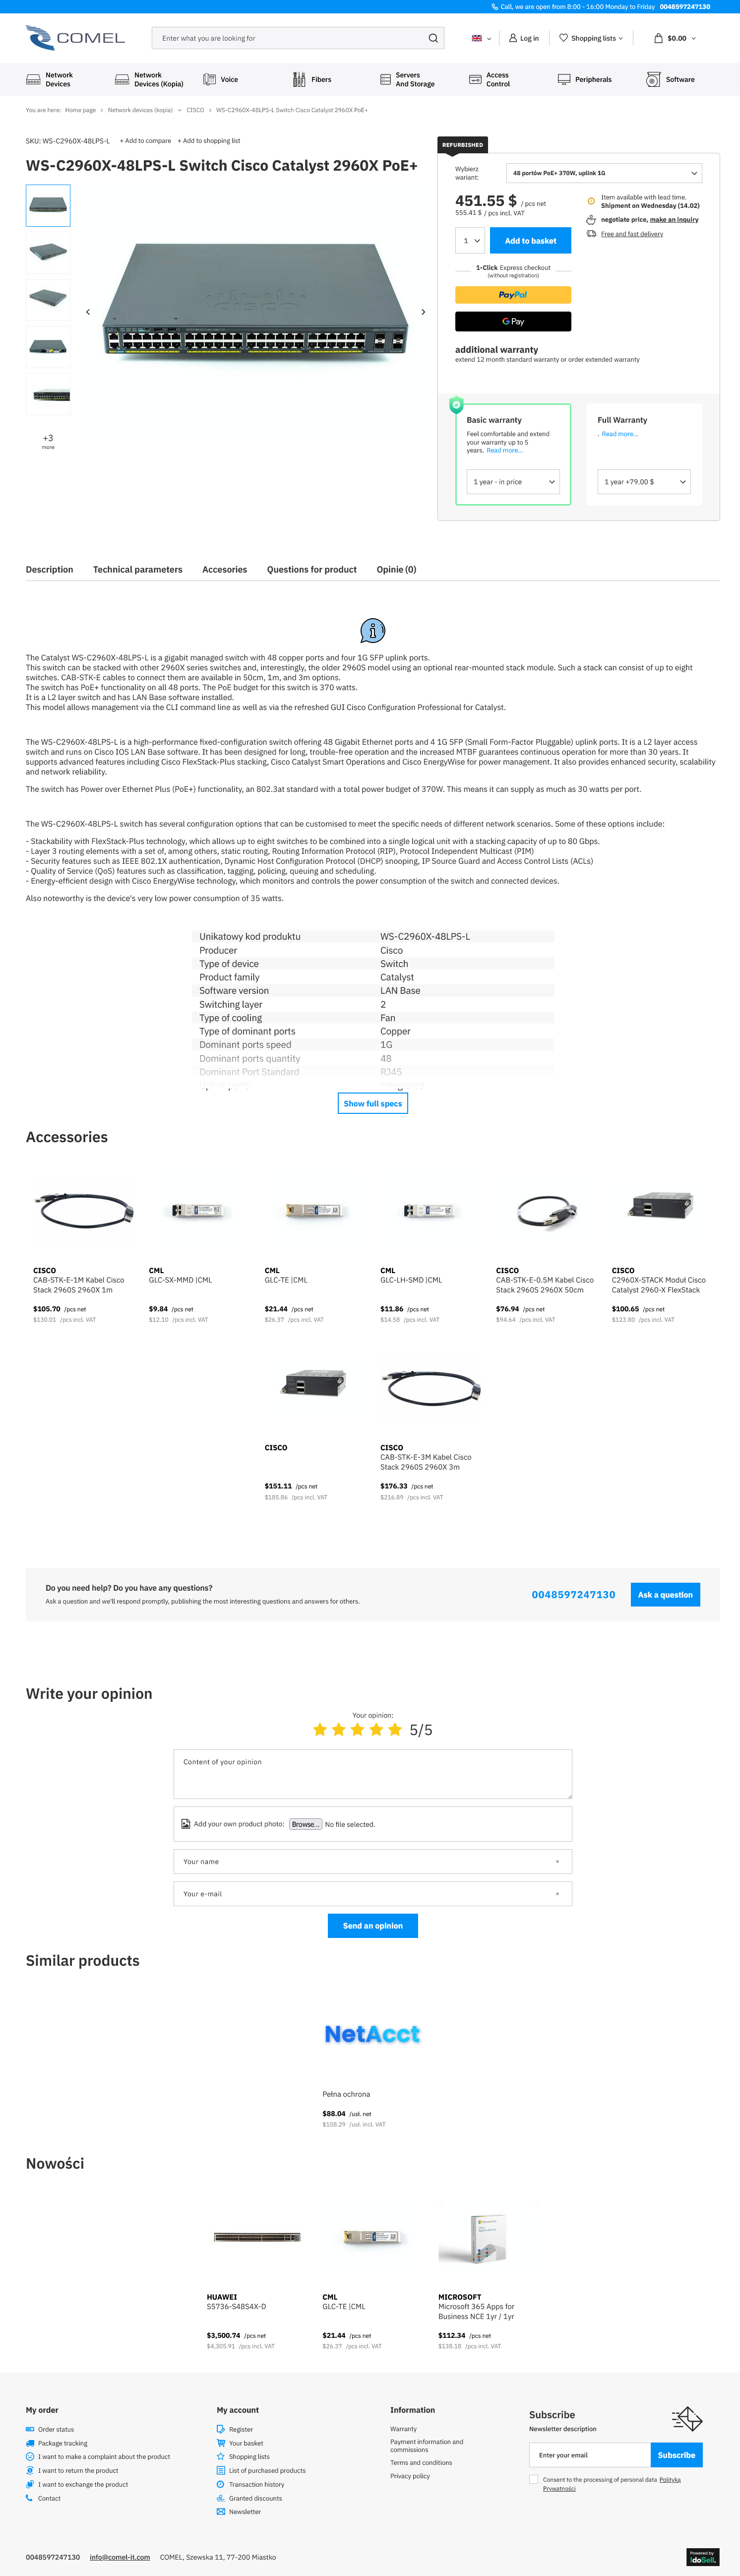 Call, we are open from 8:00 - 16:00 Monday to Friday 0048597247130
COMEL
Enter what you are looking for
Log in
Shopping lists
$0.00
Network Devices
Network Devices (Kopia)
Voice
Fibers
Servers And Storage
Access Control
Peripherals
Software
You are here: Home page > Network devices (kopia) CISCO > WS-C2960X-48LPS-L Switch Cisco Catalyst 2960X PoE+
SKU: WS-C2960X-48LPS-L
+ Add to compare
+ Add to shopping list
WS-C2960X-48LPS-L Switch Cisco Catalyst 2960X PoE+
+3
more
REFURBISHED
Wybierz wariant:
48 portów PoE+ 370W, uplink 1G
451.55 $ / pcs net
555.41 $ / pcs incl. VAT
1
Add to basket
1-Click Express checkout
(without registration)
PayPal
G Pay
Item available with lead time.
Shipment on Wednesday (14.02)
negotiate price, make an inquiry
Free and fast delivery
additional warranty
extend 12 month standard warranty or order extended warranty
Basic warranty
Feel comfortable and extend
your warranty up to 5
years. Read more...
1 year - in price
Full Warranty
. Read more...
1 year +79.00 $
Description
Technical parameters
Accesories
Questions for product
Opinie (0)
The Catalyst WS-C2960X-48LPS-L is a gigabit managed switch with 48 copper ports and four 1G SFP uplink ports.
This switch can be stacked with other 2960X series switches and, interestingly, the older 2960S model using an optional rear-mounted stack module. Such a stack can consist of up to eight
switches. CAB-STK-E cables to connect them are available in 50cm, 1m, and 3m options.
The switch has PoE+ functionality on all 48 ports. The PoE budget for this switch is 370 watts.
It is a L2 layer switch and has LAN Base software installed.
This model allows management via the CLI command line as well as via the refreshed GUI Cisco Configuration Professional for Catalyst.
The WS-C2960X-48LPS-L is a high-performance fixed-configuration switch offering 48 Gigabit Ethernet ports and 4 1G SFP (Small Form-Factor Pluggable) uplink ports. It is a L2 layer access
switch and runs on Cisco IOS LAN Base software. It has been designed for long, trouble-free operation and the increased MTBF guarantees continuous operation for more than 30 years. It
supports advanced features including Cisco FlexStack-Plus stacking, Cisco Catalyst Smart Operations and Cisco EnergyWise for power management. It also provides enhanced security, scalability
and network reliability.
The switch has Power over Ethernet Plus (PoE+) functionality, an 802.3at standard with a total power budget of 370W. This means it can supply as much as 30 watts per port.
The WS-C2960X-48LPS-L switch has several configuration options that can be customised to meet the specific needs of different network scenarios. Some of these options include:
- Stackability with FlexStack-Plus technology, which allows up to eight switches to be combined into a single logical unit with a stacking capacity of up to 80 Gbps.
- Layer 3 routing elements with a set of, among others, static routing, Routing Information Protocol (RIP), Protocol Independent Multicast (PIM)
- Security features such as IEEE 802.1X authentication, Dynamic Host Configuration Protocol (DHCP) snooping, IP Source Guard and Access Control Lists (ACLs)
- Quality of Service (QoS) features such as classification, tagging, policing, queuing and scheduling.
- Energy-efficient design with Cisco EnergyWise technology, which monitors and controls the power consumption of the switch and connected devices.
Also noteworthy is the device's very low power consumption of 35 watts.
Unikatowy kod produktu WS-C2960X-48LPS-L
Producer Cisco
Type of device Switch
Product family Catalyst
Software version LAN Base
Switching layer 2
Type of cooling Fan
Type of dominant ports Copper
Dominant ports speed 1G
Dominant ports quantity 48
Dominant Port Standard RJ45
Show full specs
Accessories
CISCO
CAB-STK-E-1M Kabel Cisco
Stack 2960S 2960X 1m
$105.70 /pcs net
$130.01 /pcs incl. VAT
CML
GLC-SX-MMD |CML
$9.84 /pcs net
$12.10 /pcs incl. VAT
CML
GLC-TE |CML
$21.44 /pcs net
$26.37 /pcs incl. VAT
CML
GLC-LH-SMD |CML
$11.86 /pcs net
$14.58 /pcs incl. VAT
CISCO
CAB-STK-E-0.5M Kabel Cisco
Stack 2960S 2960X 50cm
$76.94 /pcs net
$94.64 /pcs incl. VAT
CISCO
C2960X-STACK Moduł Cisco
Catalyst 2960-X FlexStack
$100.65 /pcs net
$123.80 /pcs incl. VAT
CISCO
$151.11 /pcs net
$185.86 /pcs incl. VAT
CISCO
CAB-STK-E-3M Kabel Cisco
Stack 2960S 2960X 3m
$176.33 /pcs net
$216.89 /pcs incl. VAT
Do you need help? Do you have any questions?
Ask a question and we'll respond promptly, publishing the most interesting questions and answers for others.
0048597247130
Ask a question
Write your opinion
Your opinion:
5/5
Content of your opinion
Add your own product photo: Browse... No file selected.
Your name *
Your e-mail *
Send an opinion
Similar products
NetAcct
Pełna ochrona
$88.04 /usł. net
$108.29 /usł. incl. VAT
Nowości
HUAWEI
S5736-S48S4X-D
$3,500.74 /pcs net
$4,305.91 /pcs incl. VAT
CML
GLC-TE |CML
$21.44 /pcs net
$26.37 /pcs incl. VAT
MICROSOFT
Microsoft 365 Apps for
Business NCE 1yr / 1yr
$112.34 /pcs net
$138.18 /pcs incl. VAT
My order
Order status
Package tracking
I want to make a complaint about the product
I want to return the product
I want to exchange the product
Contact
My account
Register
Your basket
Shopping lists
List of purchased products
Transaction history
Granted discounts
Newsletter
Information
Warranty
Payment information and
commissions
Terms and conditions
Privacy policy
Subscribe
Newsletter description
Enter your email
Subscribe
Consent to the processing of personal data Polityka
Prywatności
0048597247130 info@comel-it.com COMEL, Szewska 11, 77-200 Miastko
Powered by
IdoSell.